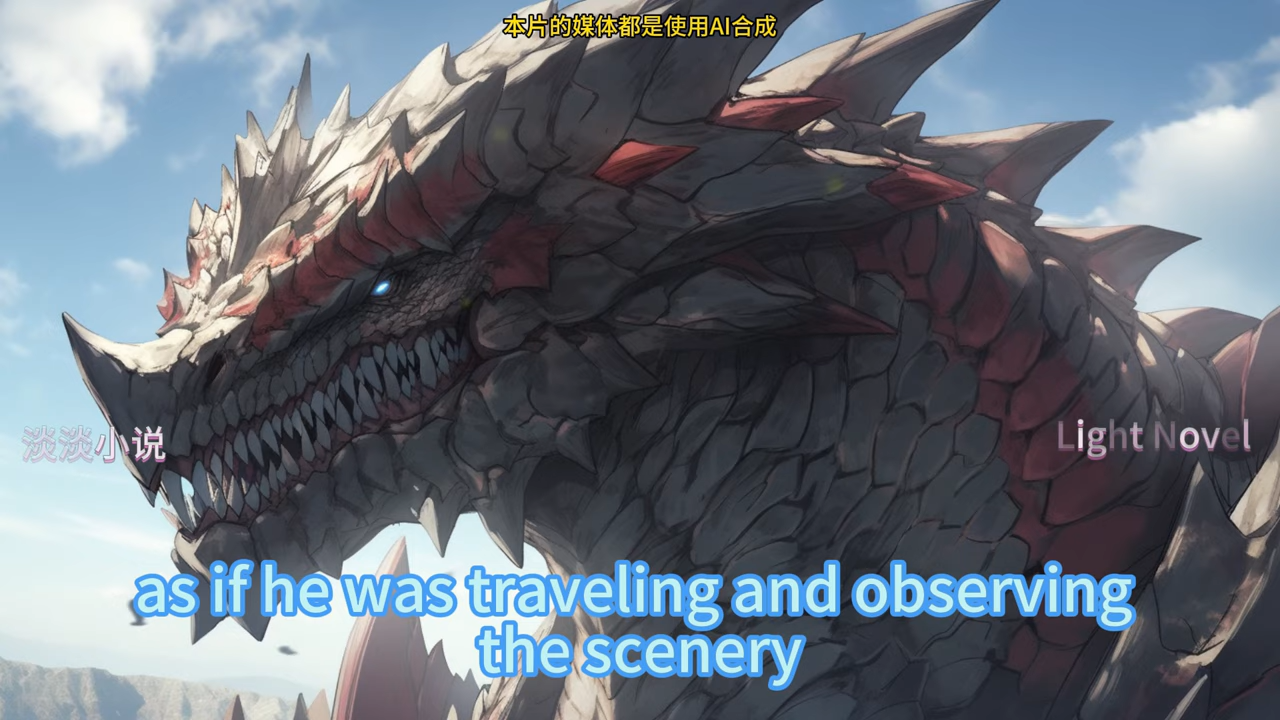 本片的媒体都是使用AI合成
淡淡小说
Light Novel
as if he was traveling and observing
the scenery